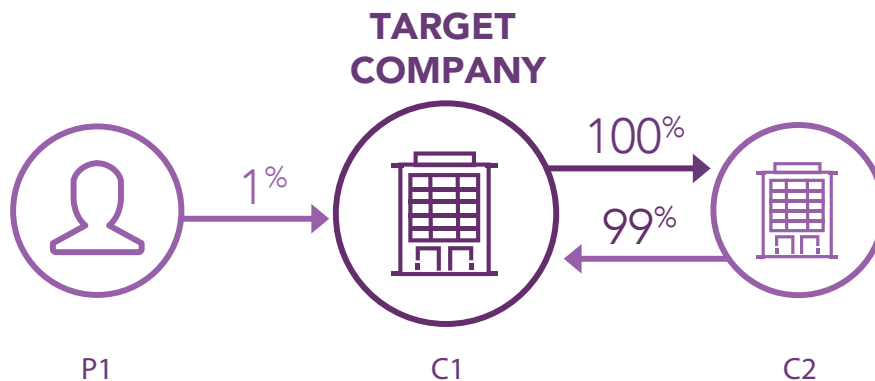 TARGET
COMPANY
1%
100%
99%
P1
C1
C2